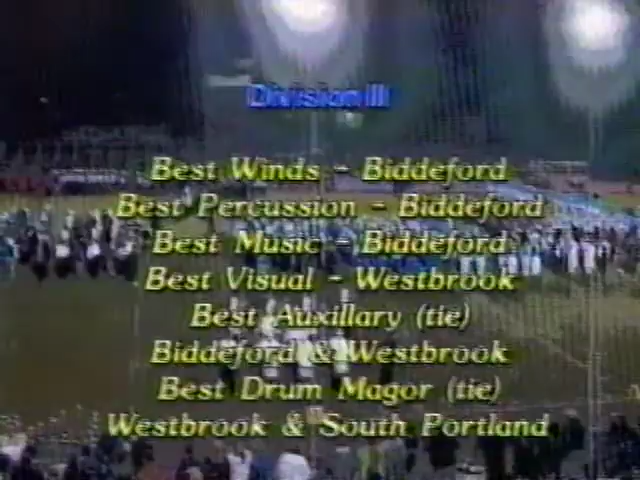 Division III
Best Winds - Biddeford
Best Percussion - Biddeford
Best Music - Biddeford
Best Visual - Westbrook
Best Auxillary (tie)
Biddeford & Westbrook
Best Drum Magor (tie)
Westbrook & South Portland